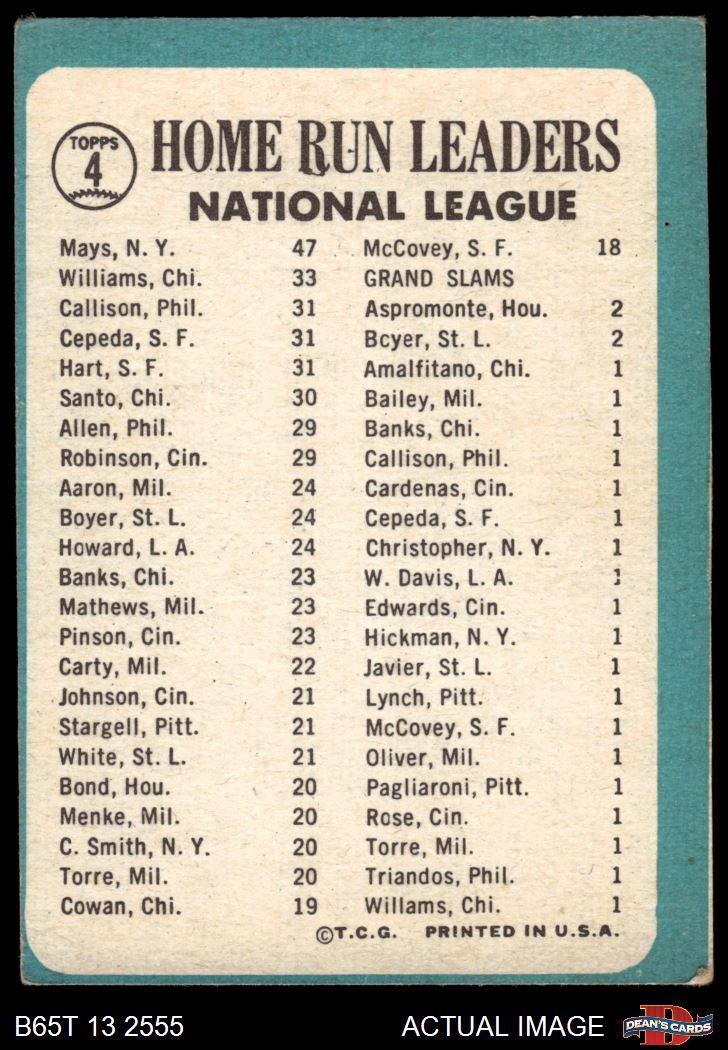 TOPPS
4
HOME RUN LEADERS
NATIONAL LEAGUE
Mays, N. Y. 47
Williams, Chi. 33
Callison, Phil. 31
Cepeda, S. F. 31
Hart, S. F. 31
Santo, Chi. 30
Allen, Phil. 29
Robinson, Cin. 29
Aaron, Mil. 24
Boyer, St. L. 24
Howard, L. A. 24
Banks, Chi. 23
Mathews, Mil. 23
Pinson, Cin. 23
Carty, Mil. 22
Johnson, Cin. 21
Stargell, Pitt. 21
White, St. L. 21
Bond, Hou. 20
Menke, Mil. 20
C. Smith, N. Y. 20
Torre, Mil. 20
Cowan, Chi. 19
McCovey, S. F. 18
GRAND SLAMS
Aspromonte, Hou. 2
Bcyer, St. L. 2
Amalfitano, Chi. 1
Bailey, Mil. 1
Banks, Chi. 1
Callison, Phil. 1
Cardenas, Cin. 1
Cepeda, S. F. 1
Christopher, N. Y. 1
W. Davis, L. A. 1
Edwards, Cin. 1
Hickman, N. Y. 1
Javier, St. L. 1
Lynch, Pitt. 1
McCovey, S. F. 1
Oliver, Mil. 1
Pagliaroni, Pitt. 1
Rose, Cin. 1
Torre, Mil. 1
Triandos, Phil. 1
Willams, Chi. 1
©T.C.G. PRINTED IN U.S.A.
B65T 13 2555 ACTUAL IMAGE
D
DEAN'S CARDS